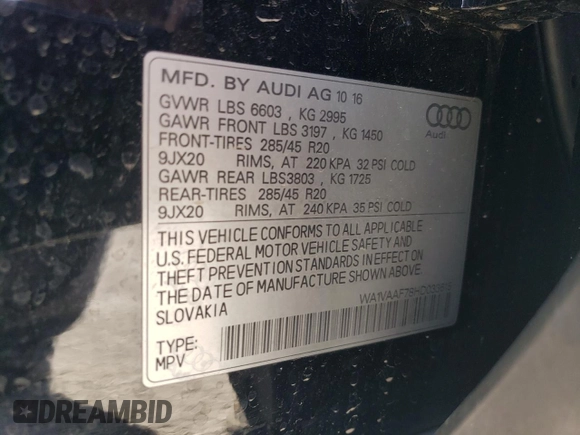 MFD. BY AUDI AG 10 16
GVWR LBS 6603 , KG 2995
GAWR FRONT LBS 3197 , KG 1450
FRONT-TIRES 285/45 R20
9JX20 RIMS, AT 220 KPA 32 PSI COLD
GAWR REAR LBS3803 , KG 1725
REAR-TIRES 285/45 R20
9JX20 RIMS, AT 240 KPA 35 PSI COLD
Audi
THIS VEHICLE CONFORMS TO ALL APPLICABLE
U.S. FEDERAL MOTOR VEHICLE SAFETY AND
THEFT PREVENTION STANDARDS IN EFFECT ON
THE DATE OF MANUFACTURE SHOWN ABOVE.
SLOVAKIA
TYPE:
MPV
DREAMBID